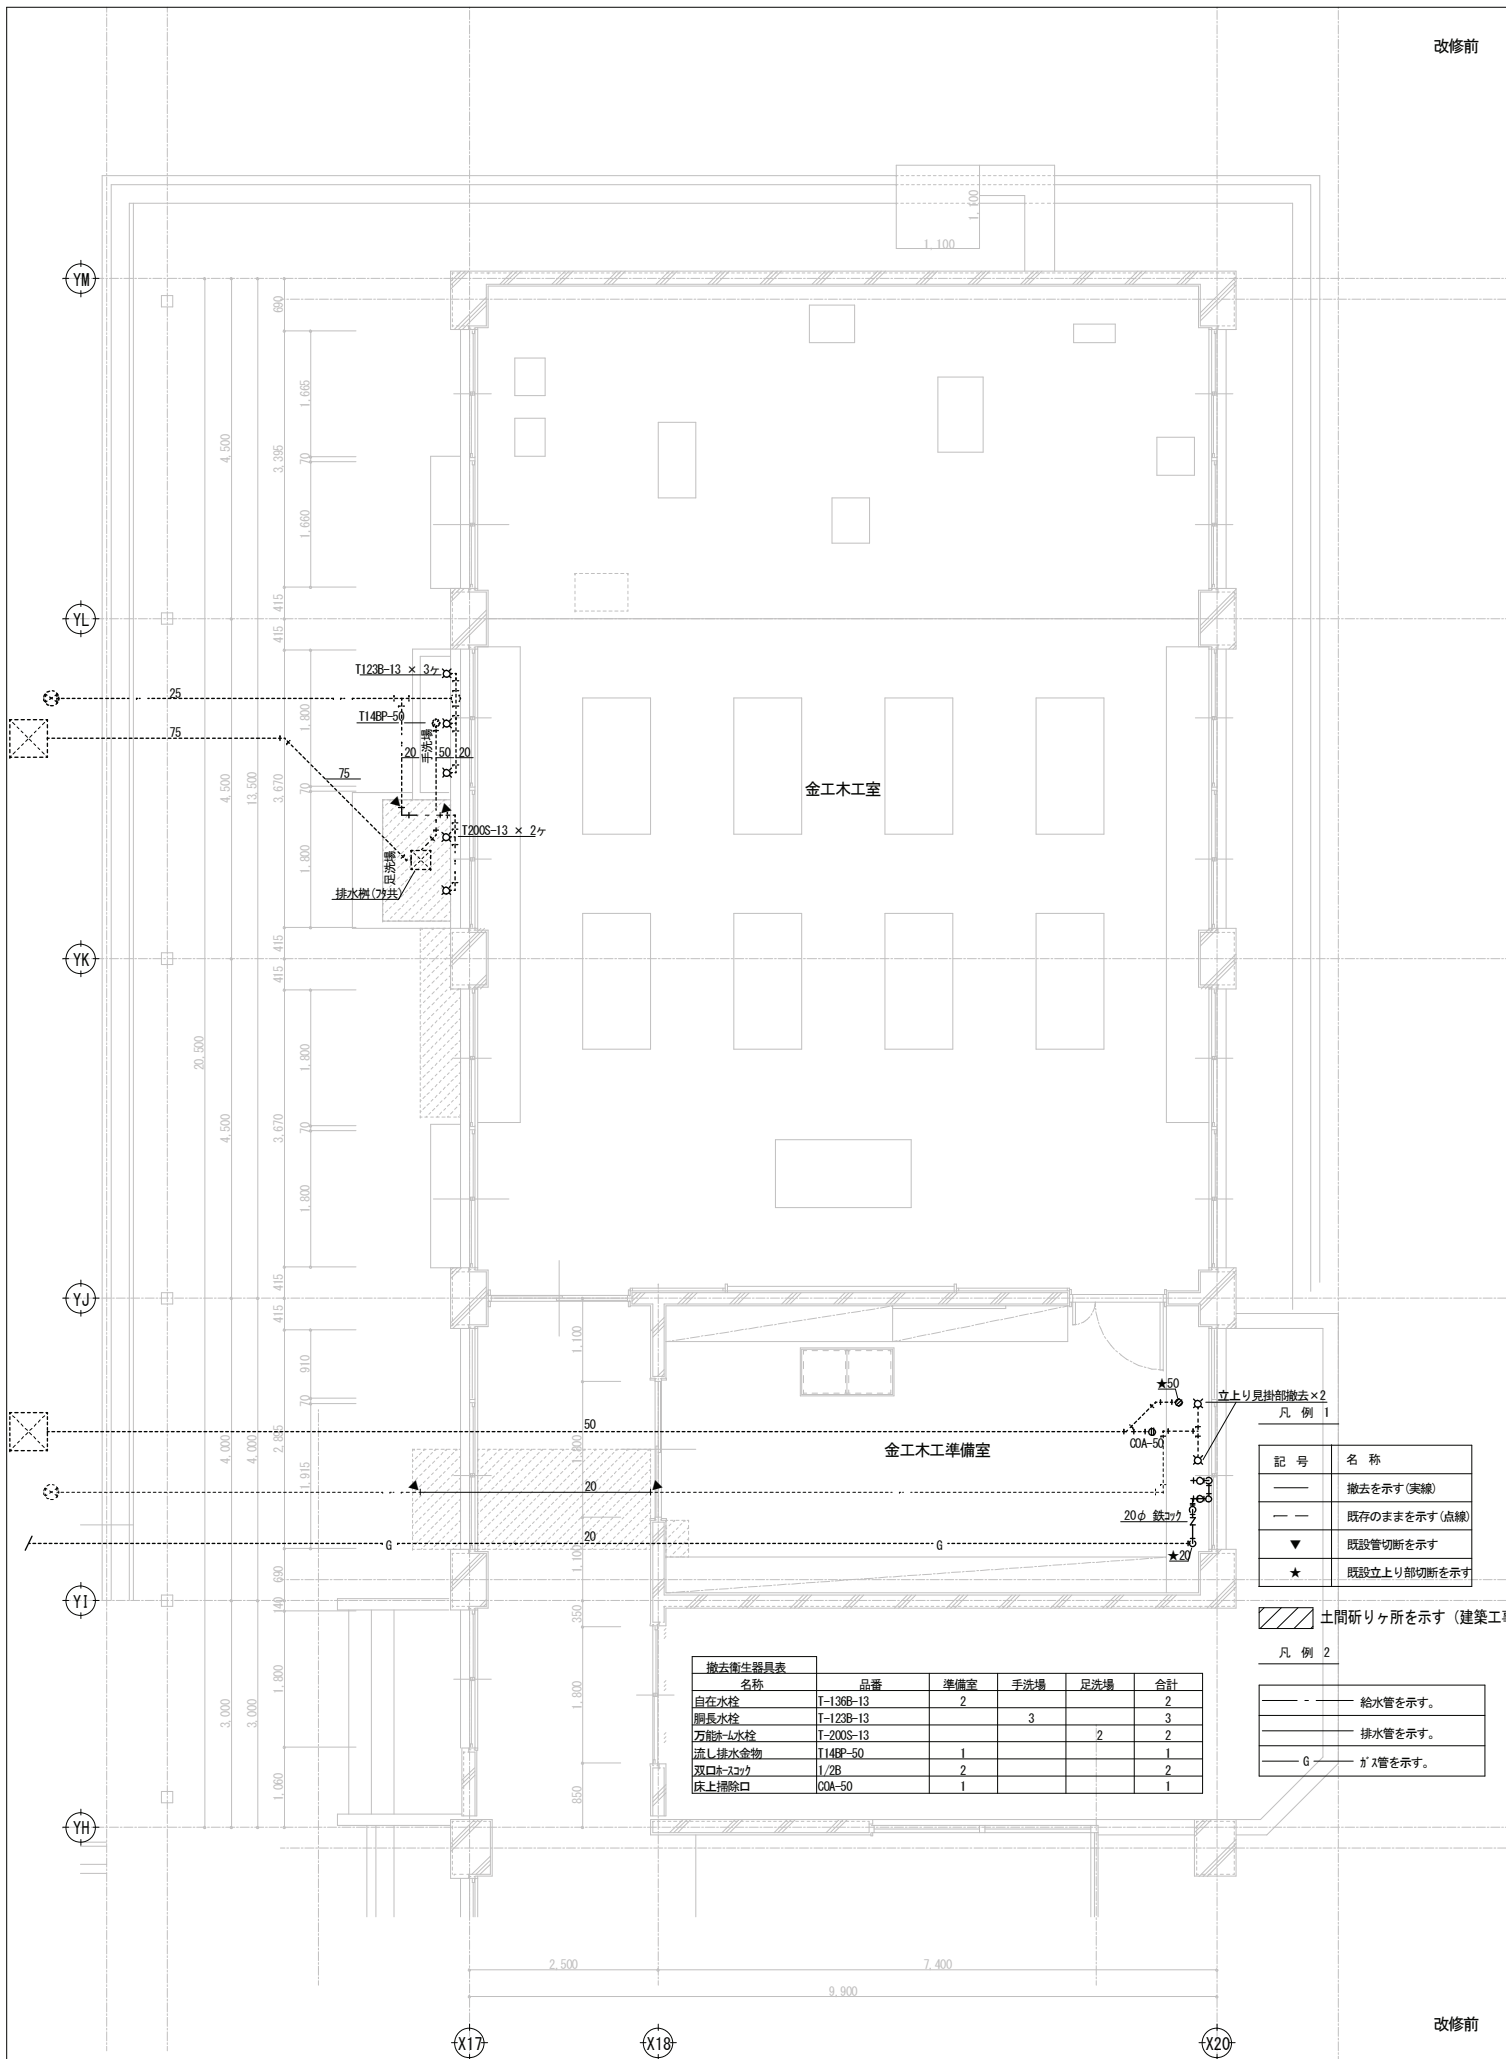 改修前
1,100
1,100
YM
690
1,665
4,500
3,395
70
1,660
415
YL
415
T123B-13 × 3ケ
25
T14BP-50
1,800
75
手洗場
20
50
20
75
4,500
13,500
3,670
70
金工木工室
T200S-13 × 2ケ
1,800
足洗場
排水桝(フタ共)
415
YK
415
20,500
1,800
4,500
3,670
70
1,800
415
YJ
415
1,100
910
70
★50
立上り見掛部撤去×2
凡 例 1
50
COA-50
金工木工準備室
4,000
4,000
1,800
1,915
記 号 名 称
撤去を示す(実線)
既存のままを示す(点線)
▼ 既設管切断を示す
★ 既設立上り部切断を示す
20
20φ 鉄コック
20
G
G
★20
1,100
690
YI
140
350
土間斫りヶ所を示す (建築工事
凡 例 2
1,800
3,000
3,000
1,800
1,060
850
撤去衛生器具表
名称 品番 準備室 手洗場 足洗場 合計
自在水栓 T-136B-13 2 2
胴長水栓 T-123B-13 3 3
万能ホーム水栓 T-200S-13 2 2
流し排水金物 T14BP-50 1 1
双口ホースコック 1/2B 2 2
床上掃除口 COA-50 1 1
給水管を示す。
排水管を示す。
G ガス管を示す。
YH
2,500
7,400
9,900
改修前
X17
X18
X20